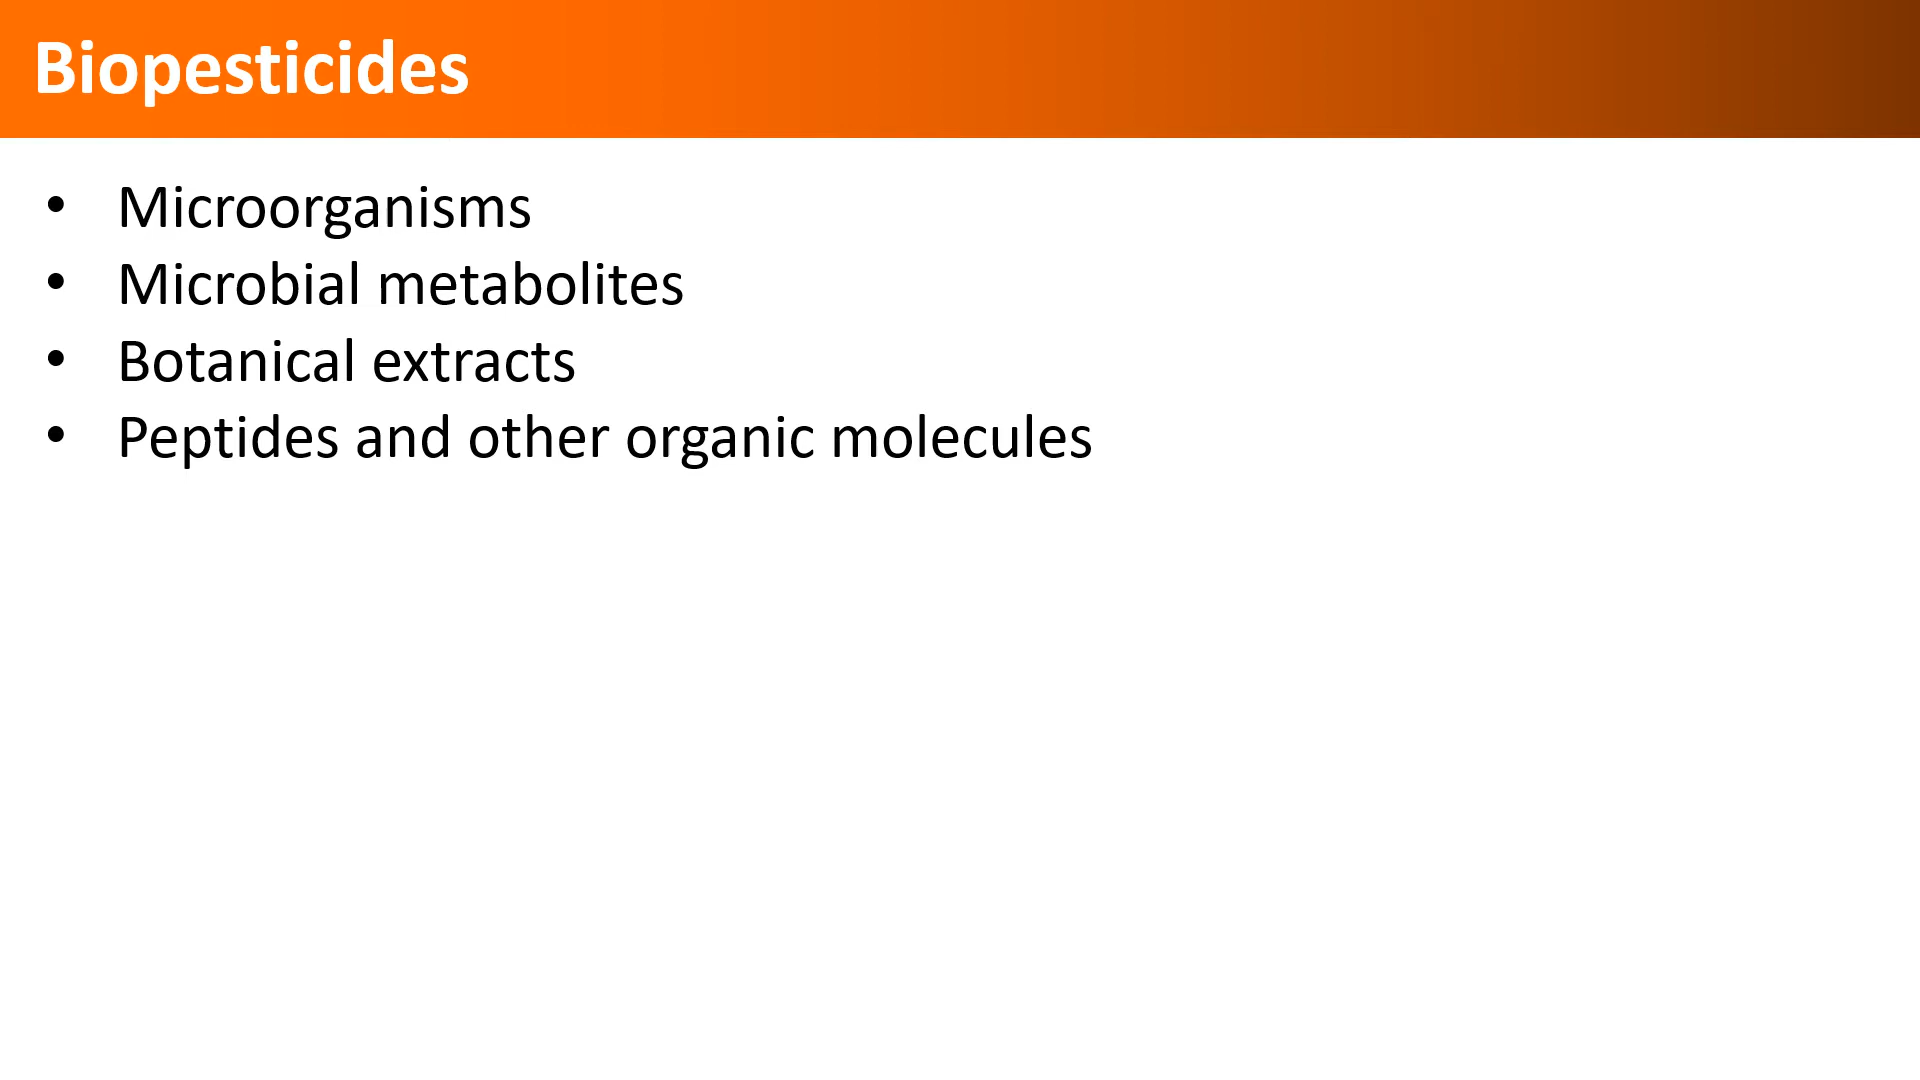 Biopesticides
• Microorganisms
• Microbial metabolites
• Botanical extracts
• Peptides and other organic molecules